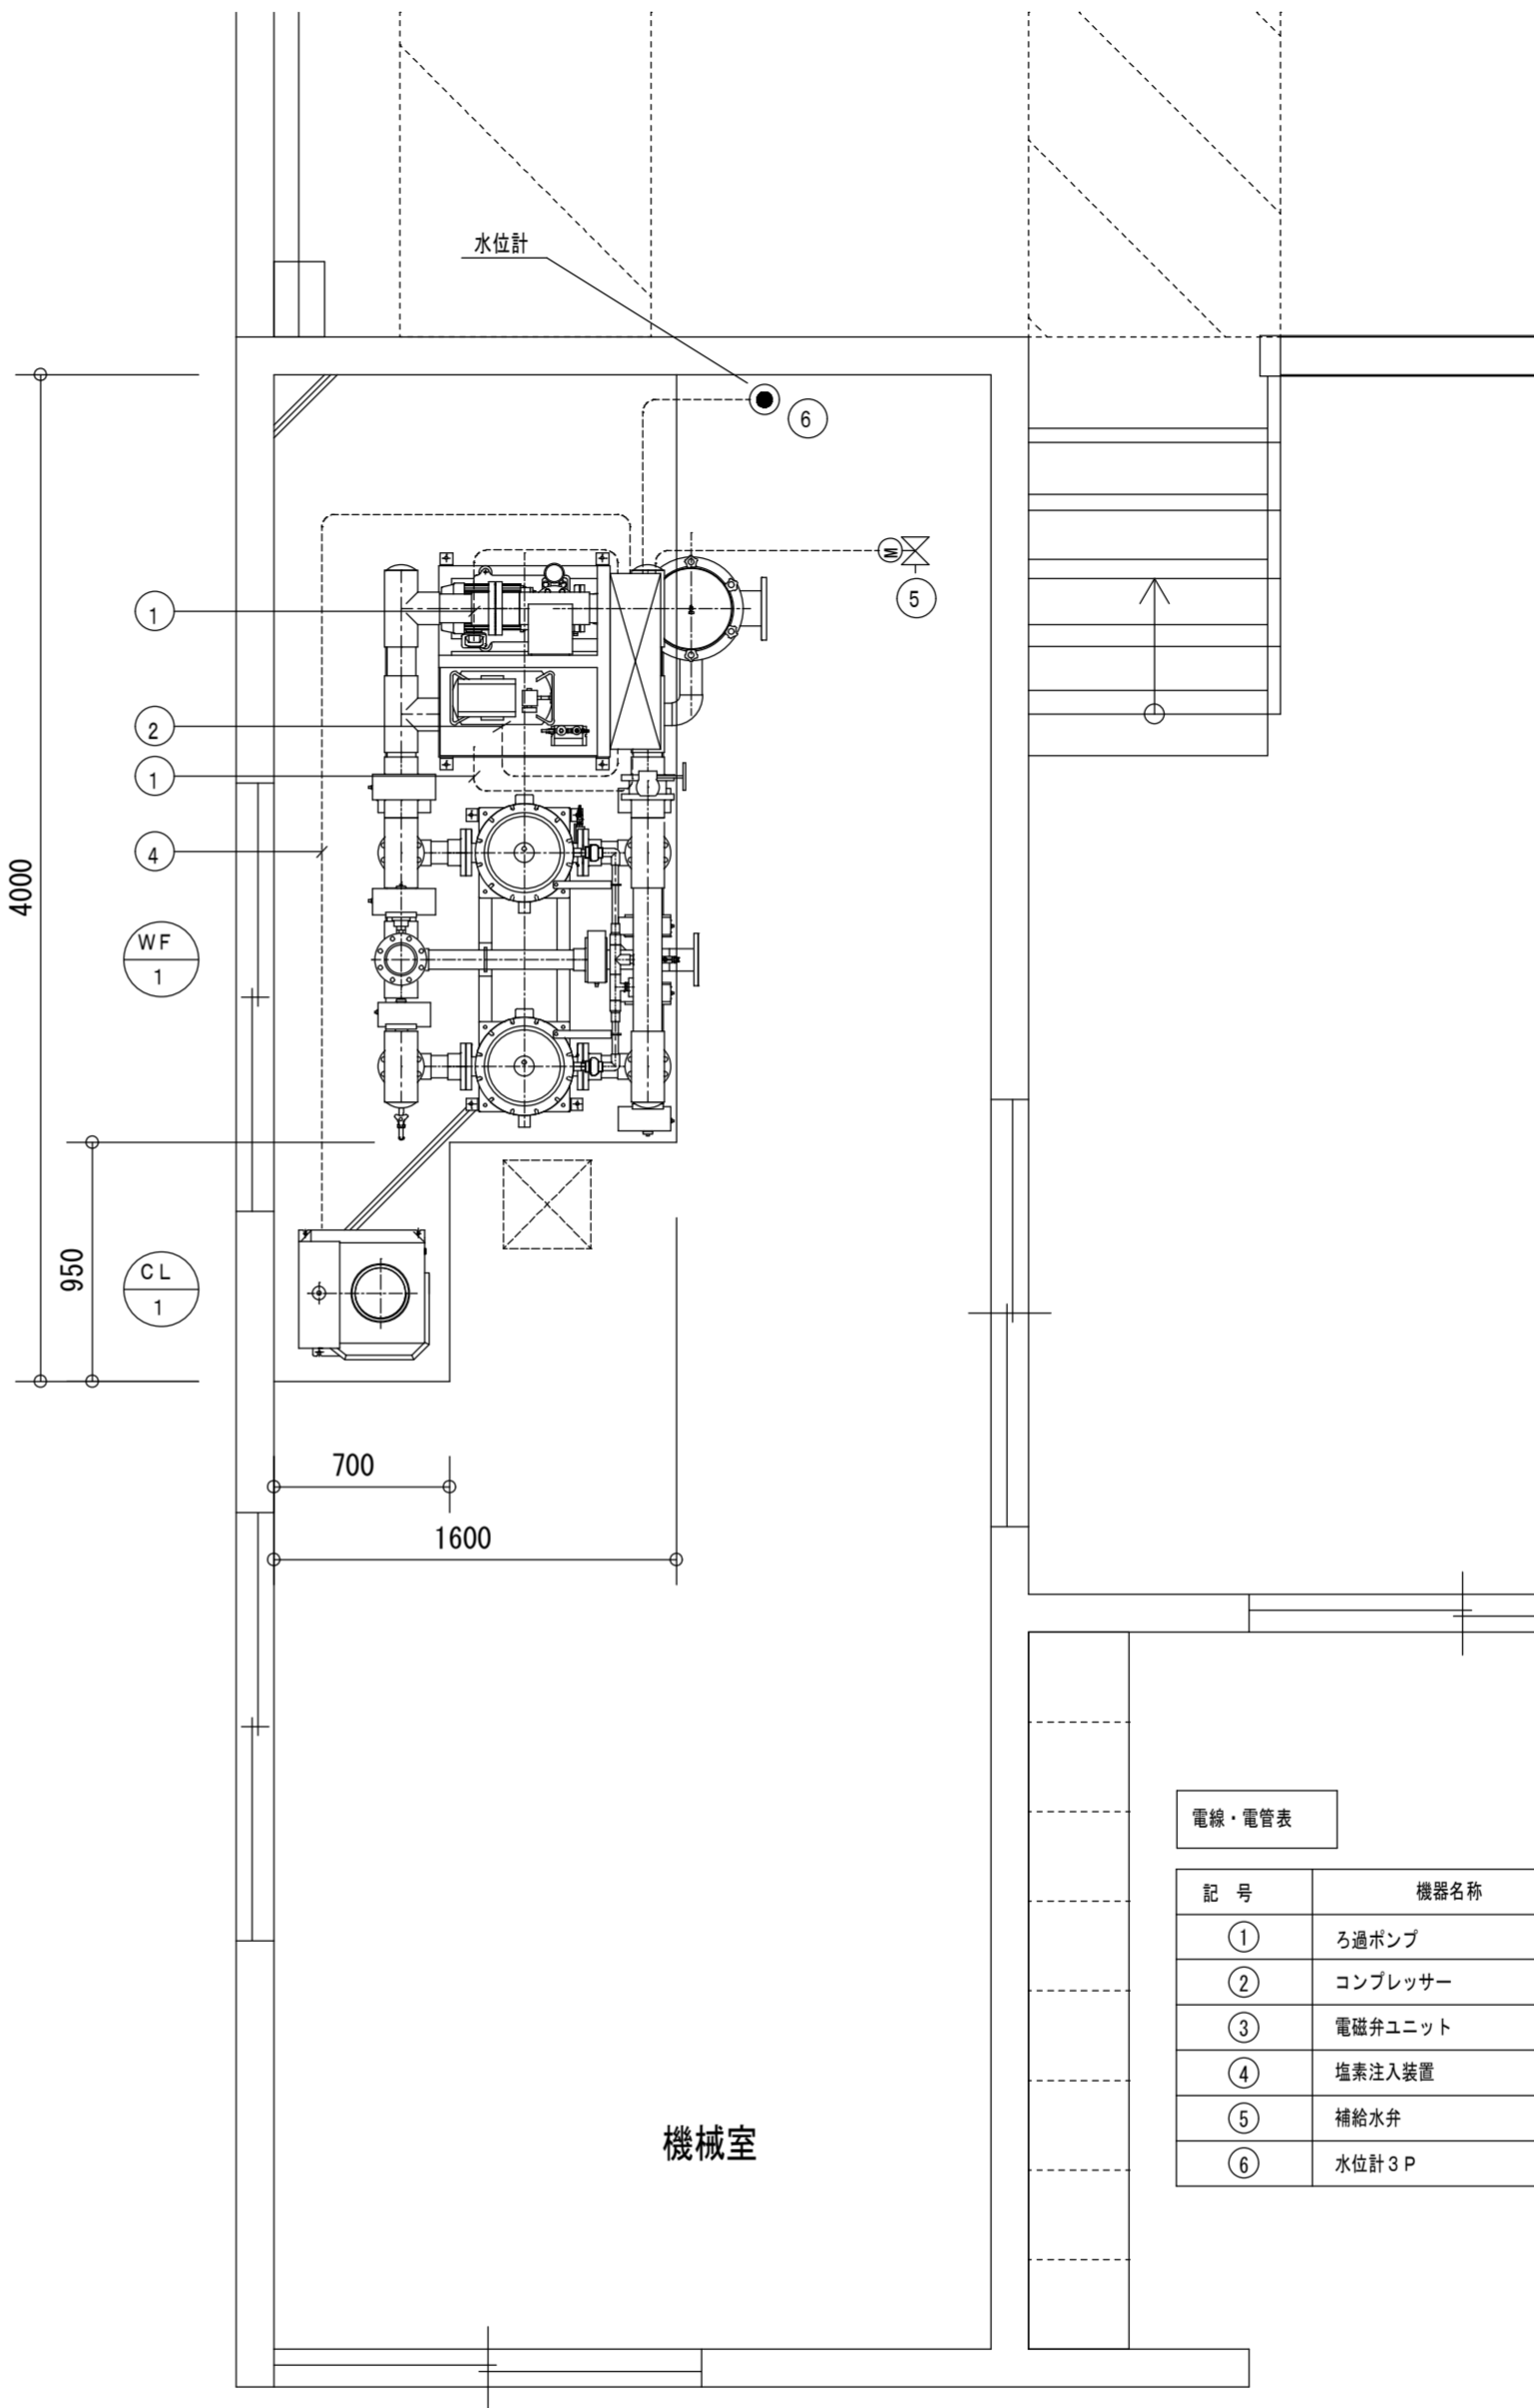 水位計
6
M
5
1
2
1
4
4000
WF
1
950
CL
1
700
1600
機械室
電線・電管表
記 号 機器名称
1 ろ過ポンプ
2 コンプレッサー
3 電磁弁ユニット
4 塩素注入装置
5 補給水弁
6 水位計3P